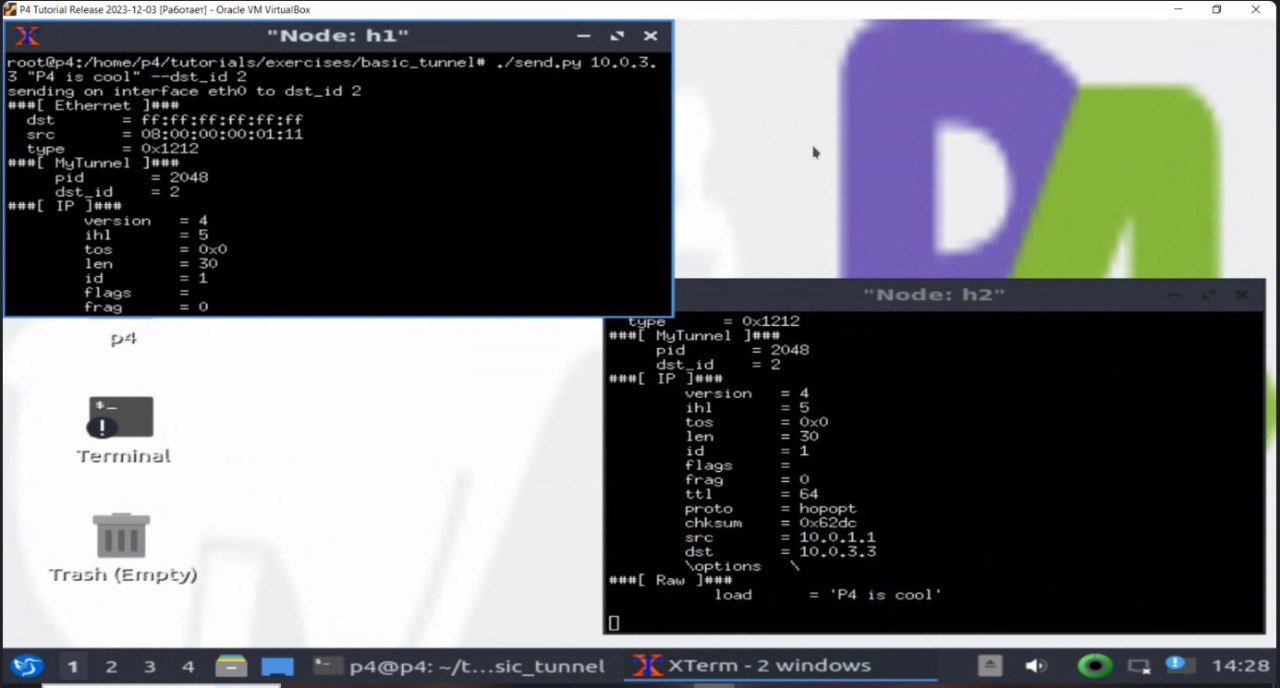 P4 Tutorial Release 2023-12-03 [Работает] - Oracle VM VirtualBox
"Node: h1"
root@p4:/home/p4/tutorials/exercises/basic_tunnel# ./send.py 10.0.3.
3 "P4 is cool" --dst_id 2
sending on interface eth0 to dst_id 2
###[ Ethernet ]###
dst = ff:ff:ff:ff:ff:ff
src = 08:00:00:00:01:11
type = 0x1212
###[ MyTunnel ]###
pid = 2048
dst_id = 2
###[ IP ]###
version = 4
ihl = 5
tos = 0x0
len = 30
id = 1
flags =
frag = 0
P4
"Node: h2"
type = 0x1212
###[ MyTunnel ]###
pid = 2048
dst_id = 2
###[ IP ]###
version = 4
ihl = 5
tos = 0x0
len = 30
id = 1
flags =
frag = 0
ttl = 64
proto = hopopt
chksum = 0x62dc
src = 10.0.1.1
dst = 10.0.3.3
\options \
###[ Raw ]###
load = 'P4 is cool'
p4
Terminal
Trash (Empty)
1 2 3 4 p4@p4: ~/t...sic_tunnel XTerm - 2 windows 14:28